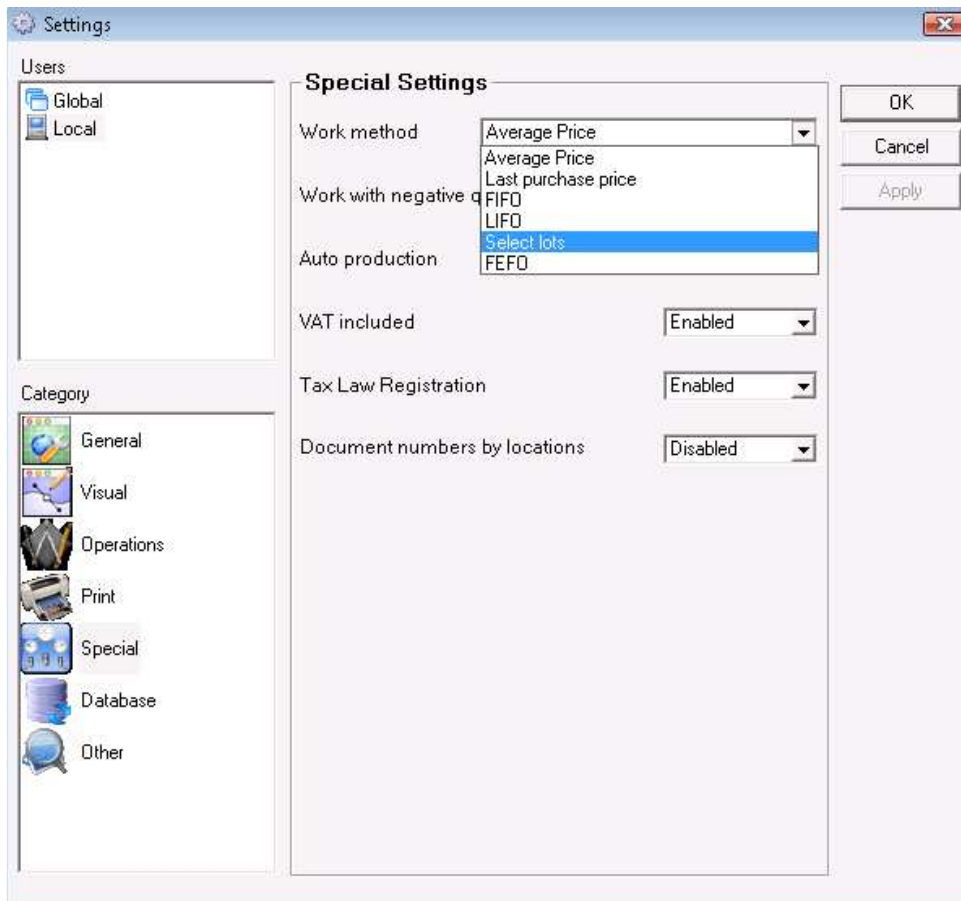 Settings
Users
Global
Local
Category
General
Visual
Operations
Print
Special
Database
Other
Special Settings
Work method
Average Price
Average Price
Last purchase price
Work with negative q
FIFO
LIFO
Select lots
Auto production
FEFO
VAT included
Enabled
Tax Law Registration
Enabled
Document numbers by locations
Disabled
OK
Cancel
Apply